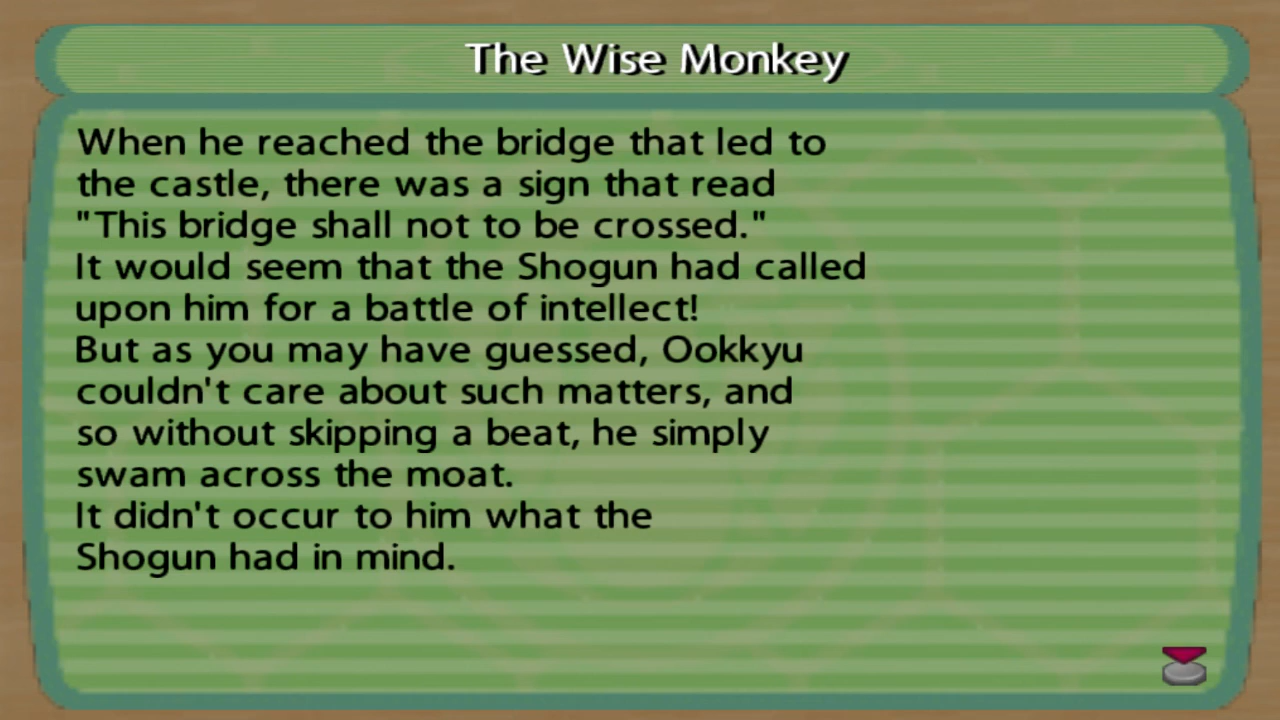 The Wise Monkey
When he reached the bridge that led to
the castle, there was a sign that read
"This bridge shall not to be crossed."
It would seem that the Shogun had called
upon him for a battle of intellect!
But as you may have guessed, Ookkyu
couldn't care about such matters, and
so without skipping a beat, he simply
swam across the moat.
It didn't occur to him what the
Shogun had in mind.